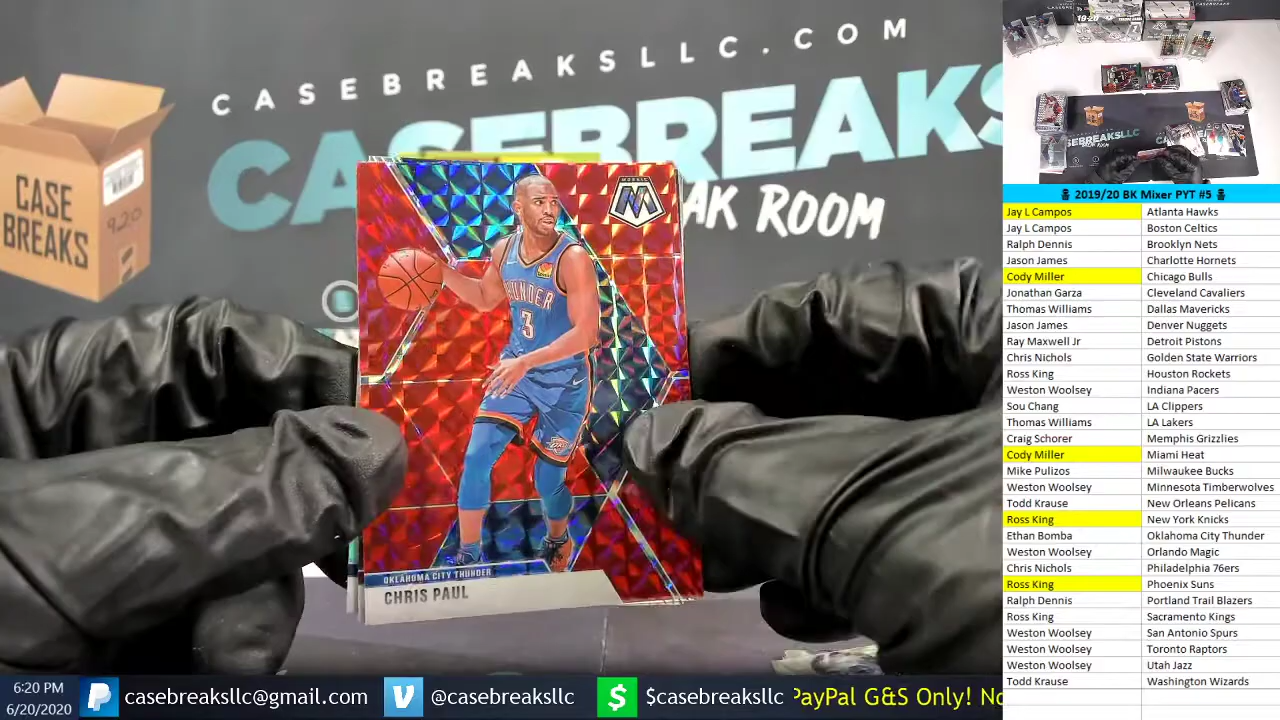 CASEBREAKSLLC.COM
CASEBREAKS
AK ROOM
CASE
BREAKS
920
MOSAIC
THUNDER
3
OKLAHOMA CITY THUNDER
CHRIS PAUL
19-20
SEBREAKSLLC
2019/20 BK Mixer PYT #5
Jay L Campos Atlanta Hawks
Jay L Campos Boston Celtics
Ralph Dennis Brooklyn Nets
Jason James Charlotte Hornets
Cody Miller Chicago Bulls
Jonathan Garza Cleveland Cavaliers
Thomas Williams Dallas Mavericks
Jason James Denver Nuggets
Ray Maxwell Jr Detroit Pistons
Chris Nichols Golden State Warriors
Ross King Houston Rockets
Weston Woolsey Indiana Pacers
Sou Chang LA Clippers
Thomas Williams LA Lakers
Craig Schorer Memphis Grizzlies
Cody Miller Miami Heat
Mike Pulizos Milwaukee Bucks
Weston Woolsey Minnesota Timberwolves
Todd Krause New Orleans Pelicans
Ross King New York Knicks
Ethan Bomba Oklahoma City Thunder
Weston Woolsey Orlando Magic
Chris Nichols Philadelphia 76ers
Ross King Phoenix Suns
Ralph Dennis Portland Trail Blazers
Ross King Sacramento Kings
Weston Woolsey San Antonio Spurs
Weston Woolsey Toronto Raptors
Weston Woolsey Utah Jazz
Todd Krause Washington Wizards
6:20 PM
6/20/2020
casebreaksllc@gmail.com
@casebreaksllc
$casebreaksllc
PayPal G&S Only! No